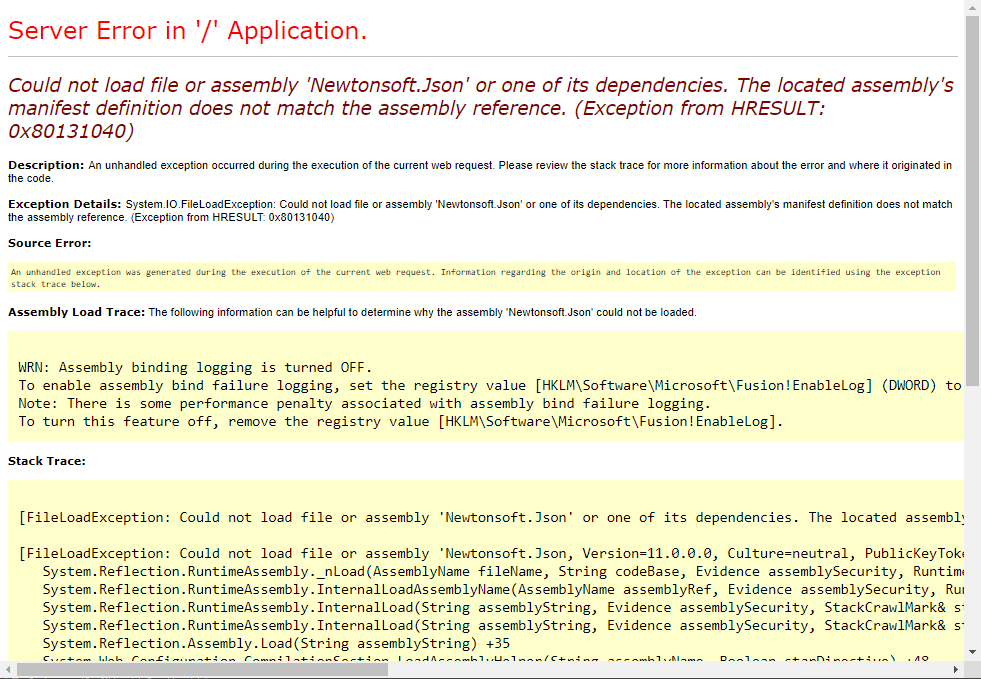 Server Error in '/' Application.
Could not load file or assembly 'Newtonsoft.Json' or one of its dependencies. The located assembly's
manifest definition does not match the assembly reference. (Exception from HRESULT:
0x80131040)
Description: An unhandled exception occurred during the execution of the current web request. Please review the stack trace for more information about the error and where it originated in
the code.
Exception Details: System.IO.FileLoadException: Could not load file or assembly 'Newtonsoft.Json' or one of its dependencies. The located assembly's manifest definition does not match
the assembly reference. (Exception from HRESULT: 0x80131040)
Source Error:
An unhandled exception was generated during the execution of the current web request. Information regarding the origin and location of the exception can be identified using the exception
stack trace below.
Assembly Load Trace: The following information can be helpful to determine why the assembly 'Newtonsoft.Json' could not be loaded.
WRN: Assembly binding logging is turned OFF.
To enable assembly bind failure logging, set the registry value [HKLM\Software\Microsoft\Fusion!EnableLog] (DWORD) to
Note: There is some performance penalty associated with assembly bind failure logging.
To turn this feature off, remove the registry value [HKLM\Software\Microsoft\Fusion!EnableLog].
Stack Trace:
[FileLoadException: Could not load file or assembly 'Newtonsoft.Json' or one of its dependencies. The located assembly
[FileLoadException: Could not load file or assembly 'Newtonsoft.Json, Version=11.0.0.0, Culture=neutral, PublicKeyToke
System.Reflection.RuntimeAssembly._nLoad(AssemblyName fileName, String codeBase, Evidence assemblySecurity, Runtime
System.Reflection.RuntimeAssembly.InternalLoadAssemblyName(AssemblyName assemblyRef, Evidence assemblySecurity, Run
System.Reflection.RuntimeAssembly.InternalLoad(String assemblyString, Evidence assemblySecurity, StackCrawlMark& st
System.Reflection.RuntimeAssembly.InternalLoad(String assemblyString, Evidence assemblySecurity, StackCrawlMark& st
System.Reflection.Assembly.Load(String assemblyString) +35
System.Web.Configuration.CompilationSection.LoadAssemblyHelper(String assemblyName, Boolean starDirective) +48